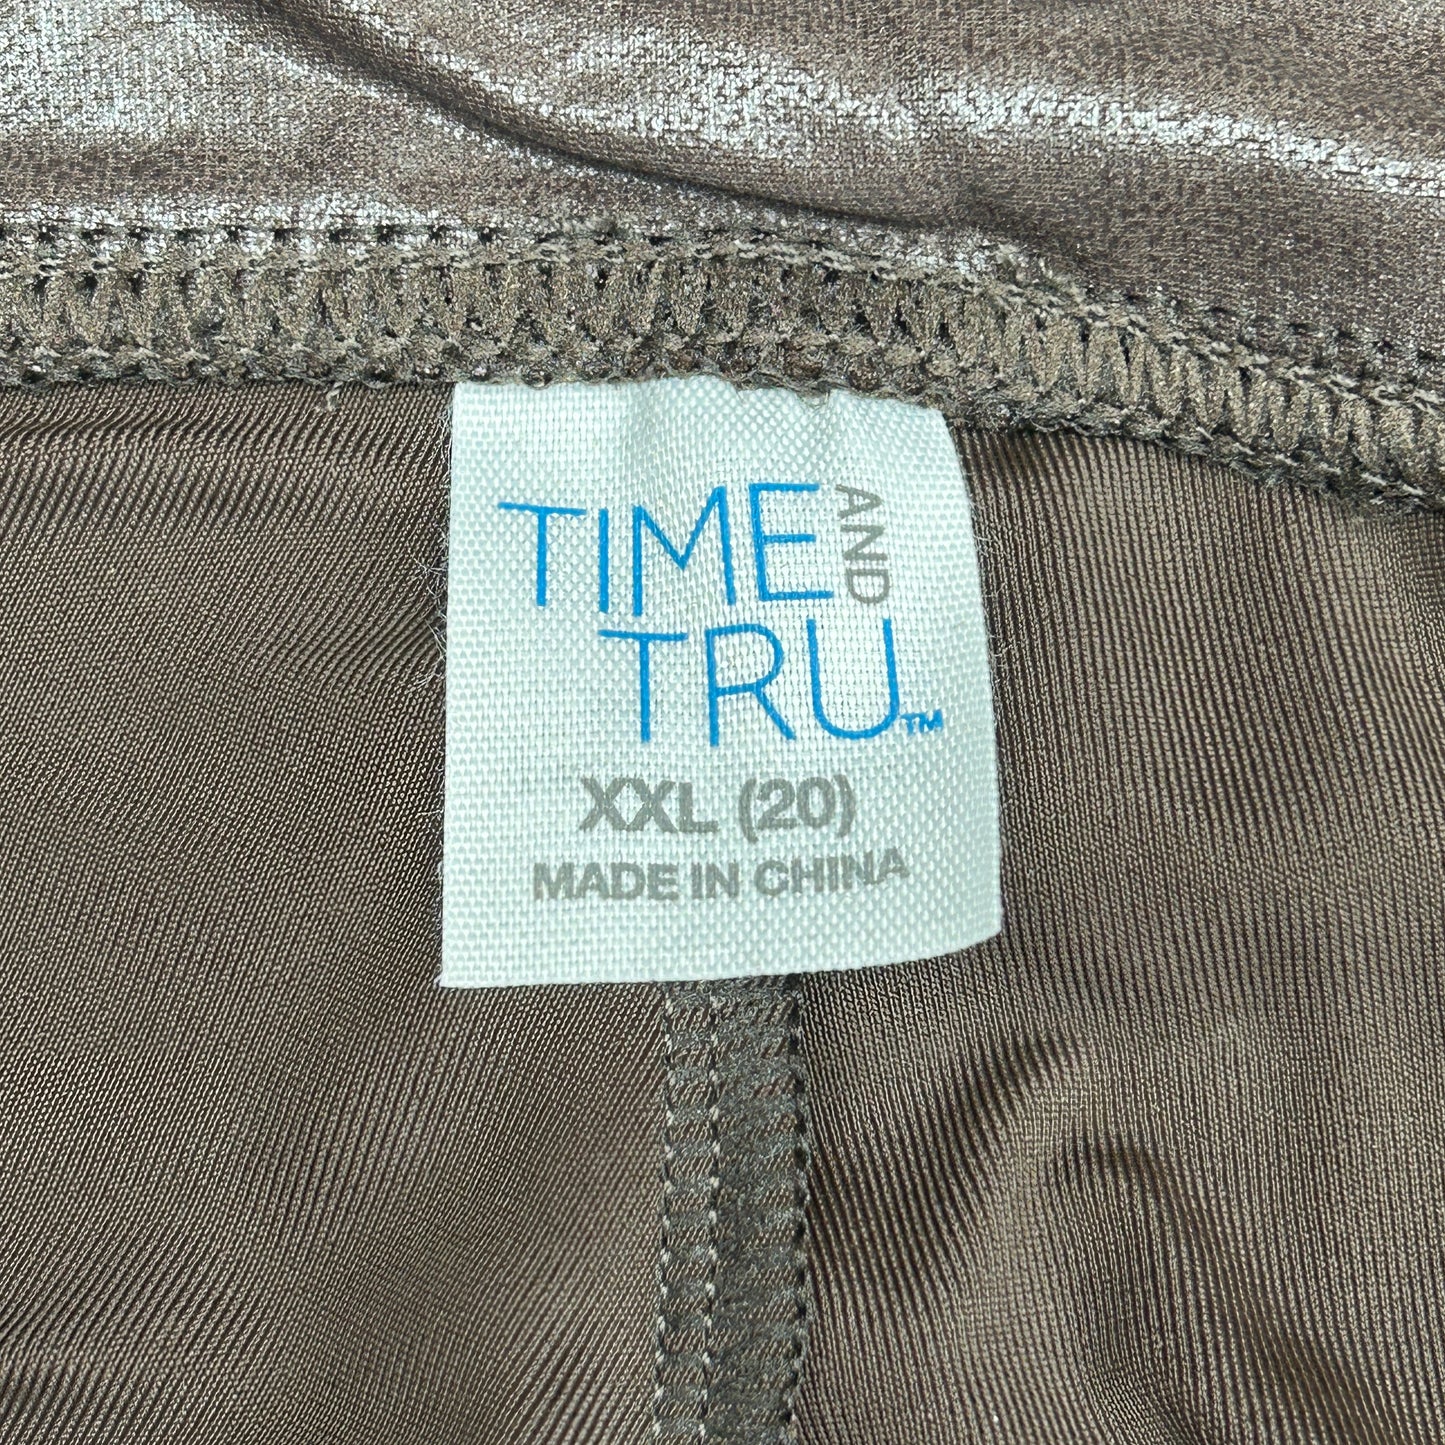 TIME AND
TRU™
XXL (20)
MADE IN CHINA